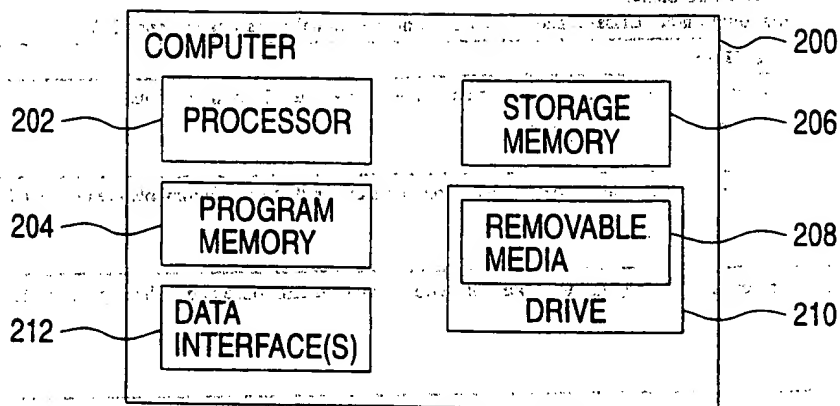 COMPUTER
200
202
PROCESSOR
STORAGE
MEMORY
206
204
PROGRAM
MEMORY
REMOVABLE
MEDIA
208
212
DATA
INTERFACE(S)
DRIVE
210